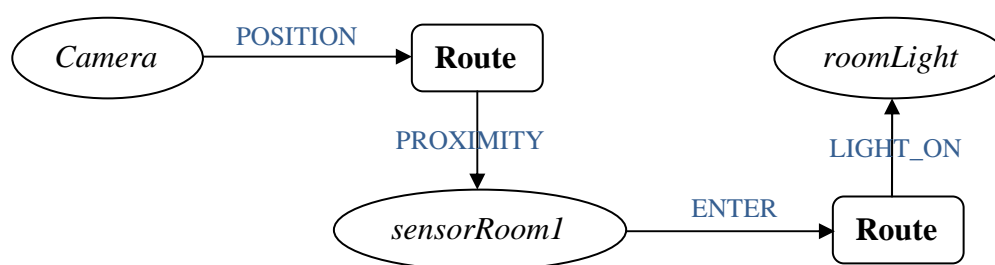 Camera
POSITION
Route
PROXIMITY
sensorRoom1
ENTER
Route
LIGHT_ON
roomLight